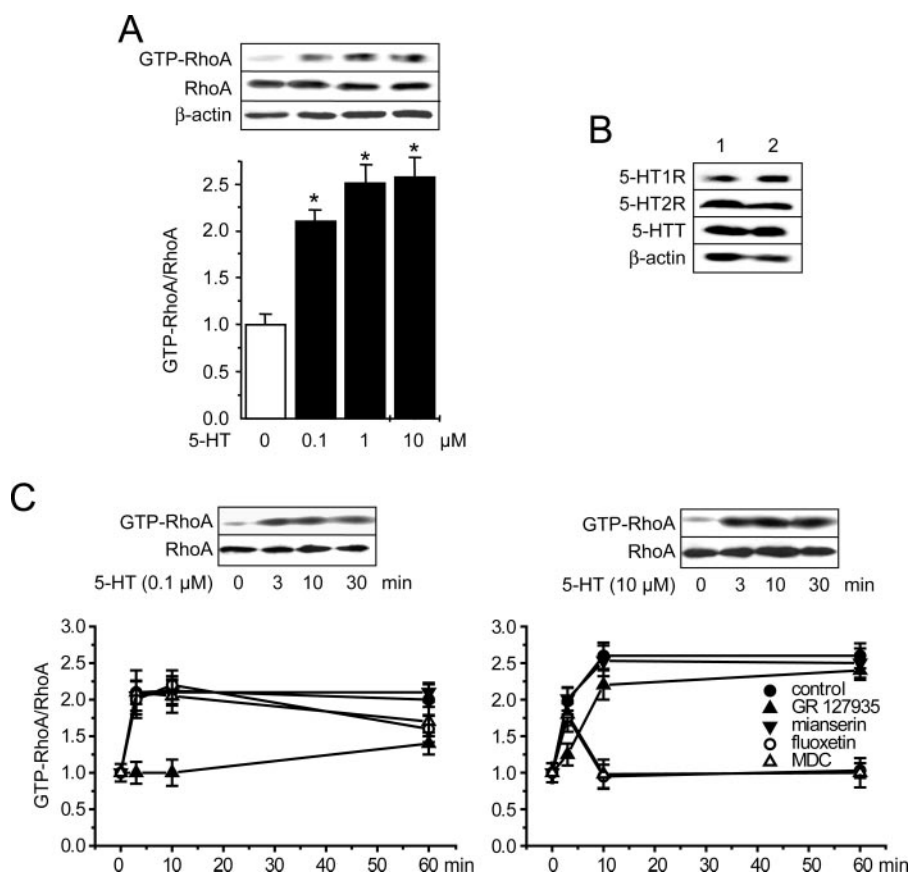 A
GTP-RhoA
RhoA
β-actin
GTP-RhoA/RhoA
2.5
2.0
1.0
0.5
0.0
* * *
5-HT 0 0.1 1 10 μM
B
1 2
5-HT1R
5-HT2R
5-HTT
β-actin
C
GTP-RhoA
RhoA
5-HT (0.1 μM) 0 3 10 30 min
GTP-RhoA/RhoA
3.0
2.5
2.0
1.5
1.0
0.5
0.0
0 10 20 30 40 50 60 min
GTP-RhoA
RhoA
5-HT (10 μM) 0 3 10 30 min
3.0
2.5
2.0
1.5
1.0
0.5
0.0
control
GR 127935
mianserin
fluoxetin
MDC
0 10 20 30 40 50 60 min